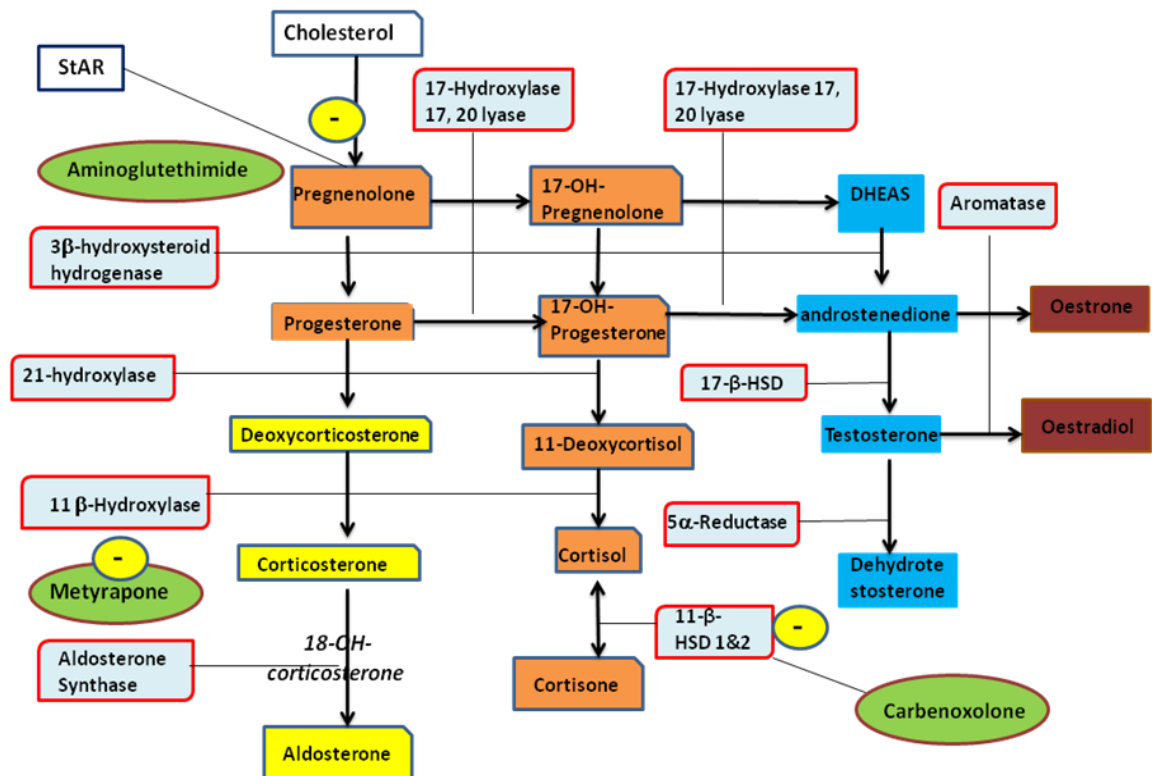 Cholesterol
StAR
17-Hydroxylase
17, 20 lyase
17-Hydroxylase 17,
20 lyase
-
Aminoglutethimide
Pregnenolone
17-OH-
Pregnenolone
DHEAS
Aromatase
3β-hydroxysteroid
hydrogenase
Progesterone
17-OH-
Progesterone
androstenedione
Oestrone
21-hydroxylase
17-β-HSD
Deoxycorticosterone
11-Deoxycortisol
Testosterone
Oestradiol
11 β-Hydroxylase
5α-Reductase
-
Metyrapone
Corticosterone
Cortisol
Dehydrote
stosterone
Aldosterone
Synthase
18-OH-
corticosterone
11-β-
HSD 1&2
-
Cortisone
Carbenoxolone
Aldosterone